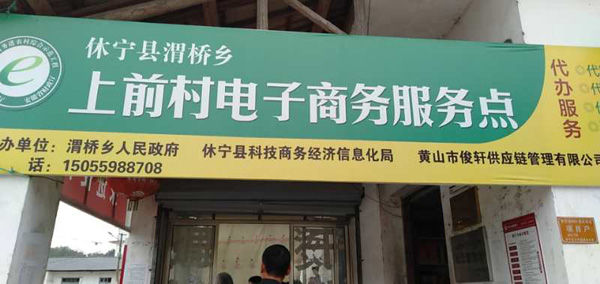 休宁县渭桥乡
上前村电子商务服务点
代办服务
办单位：渭桥乡人民政府 休宁县科技商务经济信息化局 黄山市俊轩供应链管理有限公司
话：15055988708